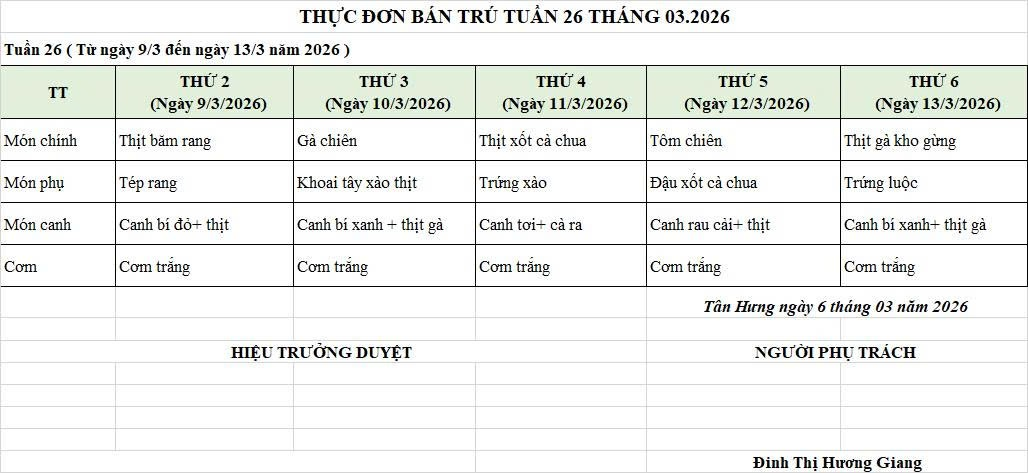 THỰC ĐƠN BÁN TRÚ TUẦN 26 THÁNG 03.2026
Tuần 26 ( Từ ngày 9/3 đến ngày 13/3 năm 2026 )
TT THỨ 2 (Ngày 9/3/2026) THỨ 3 (Ngày 10/3/2026) THỨ 4 (Ngày 11/3/2026) THỨ 5 (Ngày 12/3/2026) THỨ 6 (Ngày 13/3/2026)
Món chính Thịt băm rang Gà chiên Thịt xốt cà chua Tôm chiên Thịt gà kho gừng
Món phụ Tép rang Khoai tây xào thịt Trứng xào Đậu xốt cà chua Trứng luộc
Món canh Canh bí đỏ+ thịt Canh bí xanh + thịt gà Canh tơi+ cà ra Canh rau cải+ thịt Canh bí xanh+ thịt gà
Cơm Cơm trắng Cơm trắng Cơm trắng Cơm trắng Cơm trắng
Tân Hưng ngày 6 tháng 03 năm 2026
HIỆU TRƯỞNG DUYỆT NGƯỜI PHỤ TRÁCH
Đinh Thị Hương Giang